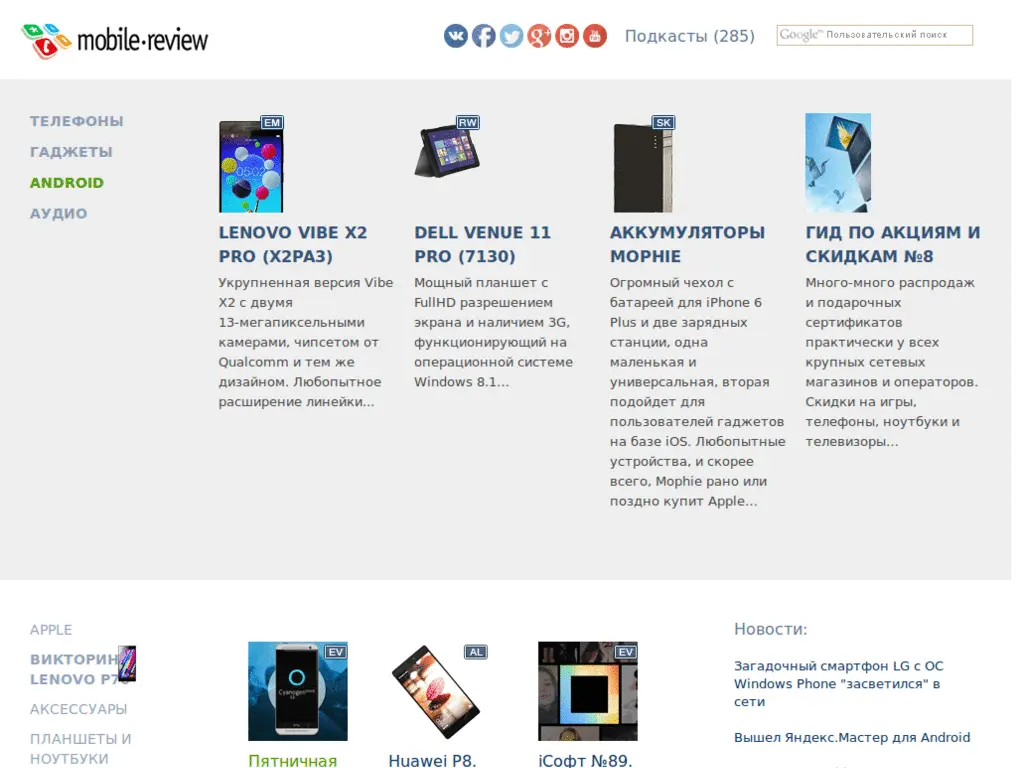 mobile-review
Подкасты (285)
Google™ Пользовательский поиск
ТЕЛЕФОНЫ
ГАДЖЕТЫ
ANDROID
АУДИО
EM
LENOVO VIBE X2
PRO (X2PA3)
Укрупненная версия Vibe
X2 с двумя
13-мегапиксельными
камерами, чипсетом от
Qualcomm и тем же
дизайном. Любопытное
расширение линейки...
RW
DELL VENUE 11
PRO (7130)
Мощный планшет с
FullHD разрешением
экрана и наличием 3G,
функционирующий на
операционной системе
Windows 8.1...
SK
АККУМУЛЯТОРЫ
MOPHIE
Огромный чехол с
батареей для iPhone 6
Plus и две зарядных
станции, одна
маленькая и
универсальная, вторая
подойдет для
пользователей гаджетов
на базе iOS. Любопытные
устройства, и скорее
всего, Mophie рано или
поздно купит Apple...
ГИД ПО АКЦИЯМ И
СКИДКАМ №8
Много-много распродаж
и подарочных
сертификатов
практически у всех
крупных сетевых
магазинов и операторов.
Скидки на игры,
телефоны, ноутбуки и
телевизоры...
APPLE
ВИКТОРИН
LENOVO P7
АКСЕССУАРЫ
ПЛАНШЕТЫ И
НОУТБУКИ
EV
Пятничная
AL
Huawei P8.
EV
iСофт №89.
Новости:
Загадочный смартфон LG с ОС
Windows Phone "засветился" в
сети
Вышел Яндекс.Мастер для Android